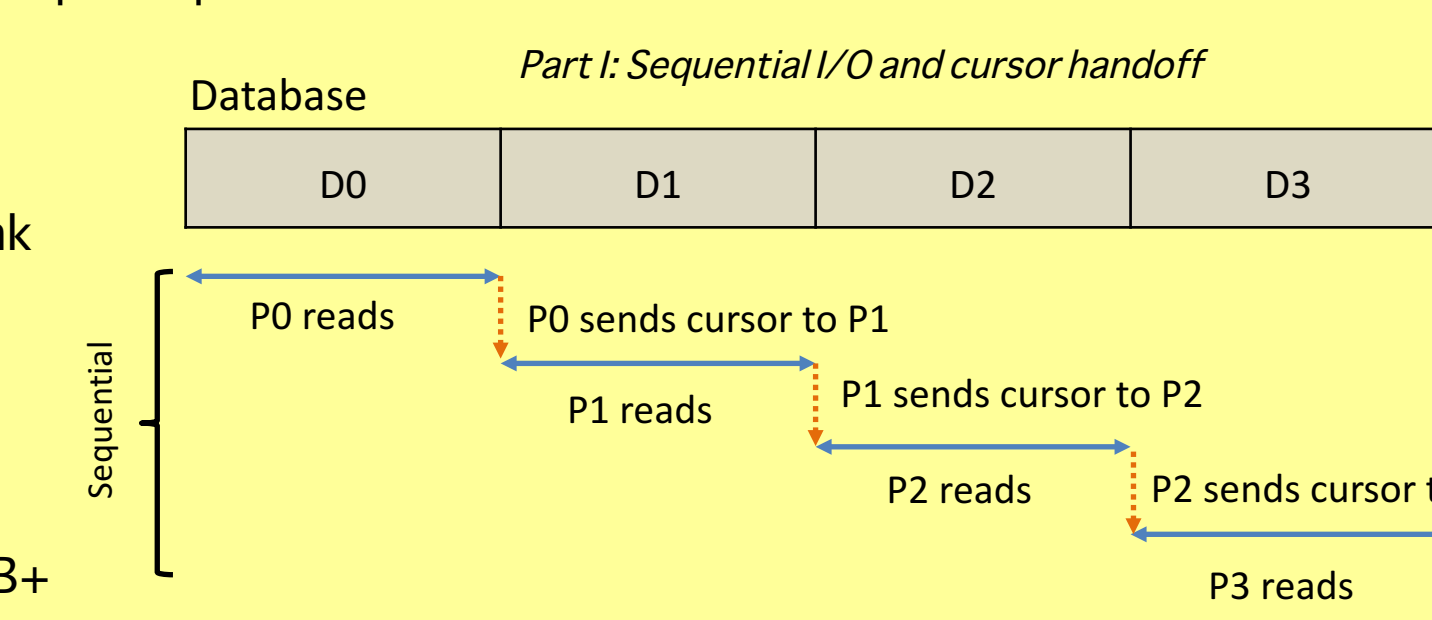 Part I: Sequential I/O and cursor handoff
Database
D0 D1 D2 D3
P0 reads
P0 sends cursor to P1
Sequential
P1 reads
P1 sends cursor to P2
P2 reads
P2 sends cursor
B+
P3 reads